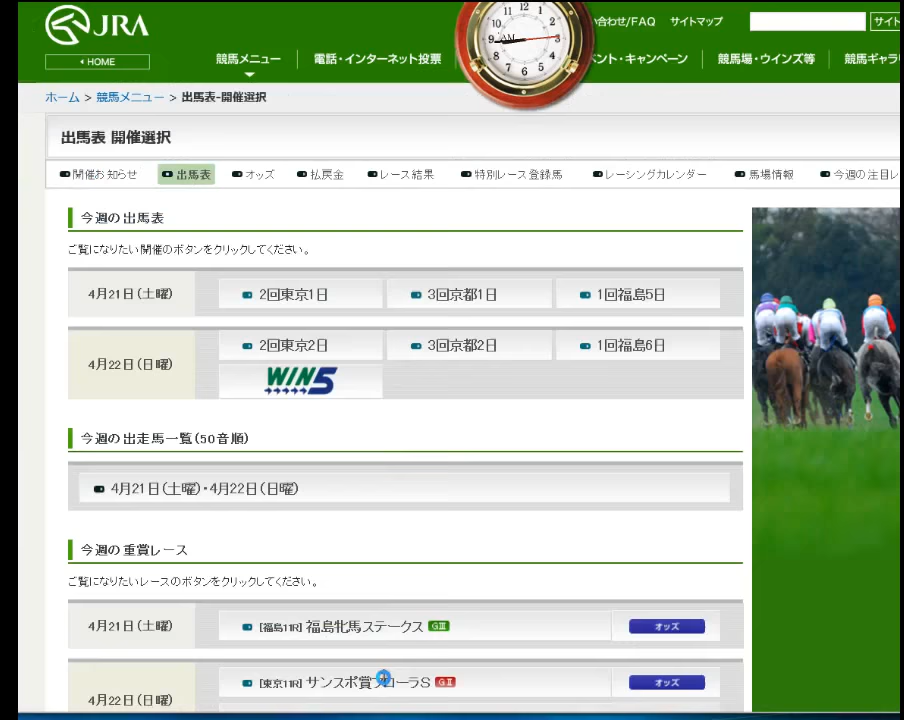 JRA
HOME
い合わせ/FAQ サイトマップ サイト
競馬メニュー 電話・インターネット投票 ント・キャンペーン 競馬場・ウインズ等 競馬ギャラ
11 12 1
10 2
9 AM 3
8 4
7 6 5
ホーム > 競馬メニュー > 出馬表-開催選択
出馬表 開催選択
開催お知らせ 出馬表 オッズ 払戻金 レース結果 特別レース登録馬 レーシングカレンダー 馬場情報 今週の注目レ
今週の出馬表
ご覧になりたい開催のボタンをクリックしてください。
4月21日(土曜) 2回東京1日 3回京都1日 1回福島5日
4月22日(日曜) 2回東京2日 3回京都2日 1回福島6日
WIN5
今週の出走馬一覧(50音順)
4月21日(土曜)・4月22日(日曜)
今週の重賞レース
ご覧になりたいレースのボタンをクリックしてください。
4月21日(土曜) [福島11R] 福島牝馬ステークス GⅢ オッズ
4月22日(日曜) [東京11R] サンスポ賞フローラS GⅡ オッズ